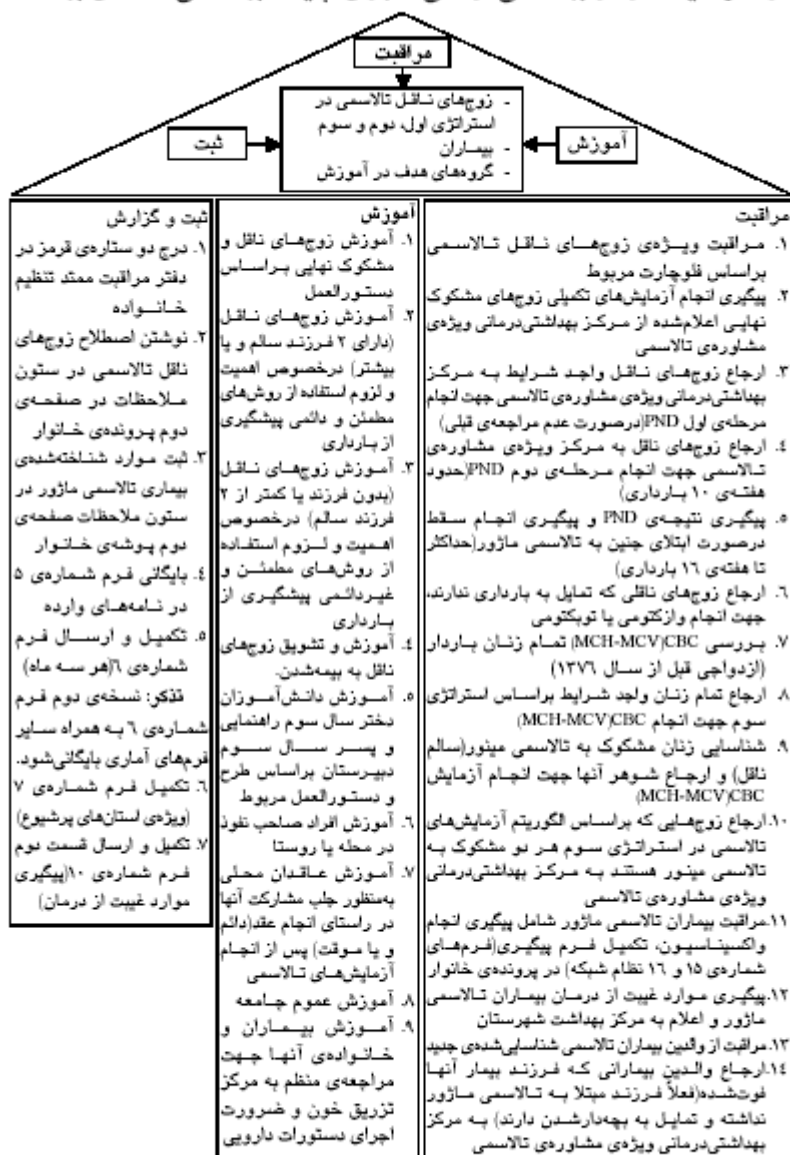 مراقبت
- زوج‌های ناقل تالاسمی در
استراتژی اول، دوم و سوم
- بیماران
- گروه‌های هدف در آموزش
آموزش
ثبت
مراقبت
۱. مراقبت ویژه‌ی زوج‌های ناقل تالاسمی
براساس فلوچارت مربوط
۲. پیگیری انجام آزمایش‌های تکمیلی زوج‌های مشکوک
نهایی اعلام‌شده از مرکز بهداشتی‌درمانی ویژه‌ی
مشاوره‌ی تالاسمی
۳. ارجاع زوج‌های ناقل واجد شرایط به مرکز
بهداشتی‌درمانی ویژه‌ی مشاوره‌ی تالاسمی جهت انجام
مرحله‌ی اول PND(درصورت عدم مراجعه‌ی قبلی)
۴. ارجاع زوج‌های ناقل به مرکز ویژه‌ی مشاوره‌ی
تالاسمی جهت انجام مرحله‌ی دوم PND(حدود
هفته‌ی ۱۰ بارداری)
۵. پیگیری نتیجه‌ی PND و پیگیری انجام سقط
درصورت ابتلای جنین به تالاسمی ماژور(حداکثر
تا هفته‌ی ۱۶ بارداری)
۶. ارجاع زوج‌های ناقلی که تمایل به بارداری ندارند،
جهت انجام وازکتومی یا توبکتومی
۷. بررسی CBC(MCH-MCV) تمام زنان باردار
(ازدواجی قبل از سال ۱۳۷۶)
۸. ارجاع تمام زنان واجد شرایط براساس استراتژی
سوم جهت انجام CBC(MCH-MCV)
۹. شناسایی زنان مشکوک به تالاسمی مینور(سالم
ناقل) و ارجاع شوهر آنها جهت انجام آزمایش
CBC(MCH-MCV)
۱۰.ارجاع زوج‌هایی که براساس الگوریتم آزمایش‌های
تالاسمی در استراتژی سوم هر دو مشکوک به
تالاسمی مینور هستند به مرکز بهداشتی‌درمانی
ویژه‌ی مشاوره‌ی تالاسمی
۱۱.مراقبت بیماران تالاسمی ماژور شامل پیگیری انجام
واکسیناسیون، تکمیل فرم پیگیری(فرم‌های
شماره‌ی ۱۵ و ۱۶ نظام شبکه) در پرونده‌ی خانوار
۱۲.پیگیری موارد غیبت از درمان بیماران تالاسمی
ماژور و اعلام به مرکز بهداشت شهرستان
۱۳.مراقبت از والدین بیماران تالاسمی شناسایی‌شده‌ی جدید
۱۴.ارجاع والدین بیمارانی که فرزند بیمار آنها
فوت‌شده(فعلاً فرزند مبتلا به تالاسمی ماژور
نداشته و تمایل به بچه‌دارشدن دارند) به مرکز
بهداشتی‌درمانی ویژه‌ی مشاوره‌ی تالاسمی
آموزش
۱. آموزش زوج‌های ناقل و
مشکوک نهایی براساس
دستورالعمل
۲. آموزش زوج‌های ناقل
(دارای ۲ فرزند سالم و یا
بیشتر) درخصوص اهمیت
و لزوم استفاده از روش‌های
مطمئن و دائمی پیشگیری
از بارداری
۳. آموزش زوج‌های ناقل
(بدون فرزند یا کمتر از ۲
فرزند سالم) درخصوص
اهمیت و لزوم استفاده
از روش‌های مطمئن و
غیردائمی پیشگیری از
بارداری
۴. آموزش و تشویق زوج‌های
ناقل به بیمه‌شدن.
۵. آموزش دانش‌آموزان
دختر سال سوم راهنمایی
و پسر سال سوم
دبیرستان براساس طرح
و دستورالعمل مربوط
۶. آموزش افراد صاحب نفوذ
در محله یا روستا
۷. آموزش عاقدان محلی
به‌منظور جلب مشارکت آنها
در راستای انجام عقد(دائم
و یا موقت) پس از انجام
آزمایش‌های تالاسمی
۸. آموزش عموم جامعه
۹. آموزش بیماران و
خانواده‌ی آنها جهت
مراجعه‌ی منظم به مرکز
تزریق خون و ضرورت
اجرای دستورات دارویی
ثبت و گزارش
۱. درج دو ستاره‌ی قرمز در
دفتر مراقبت ممتد تنظیم
خانواده
۲. نوشتن اصطلاح زوج‌های
ناقل تالاسمی در ستون
ملاحظات در صفحه‌ی
دوم پرونده‌ی خانوار
۳. ثبت موارد شناخته‌شده‌ی
بیماری تالاسمی ماژور در
ستون ملاحظات صفحه‌ی
دوم پوشه‌ی خانوار
۴. بایگانی فرم شماره‌ی ۵
در نامه‌های وارده
۵. تکمیل و ارسال فرم
شماره‌ی ۶(هر سه ماه)
تذکر: نسخه‌ی دوم فرم
شماره‌ی ۶ به همراه سایر
فرم‌های آماری بایگانی‌شود.
۶. تکمیل فرم شماره‌ی ۷
(ویژه‌ی استان‌های پرشیوع)
۷. تکمیل و ارسال قسمت دوم
فرم شماره‌ی ۱۰(پیگیری
موارد غیبت از درمان)